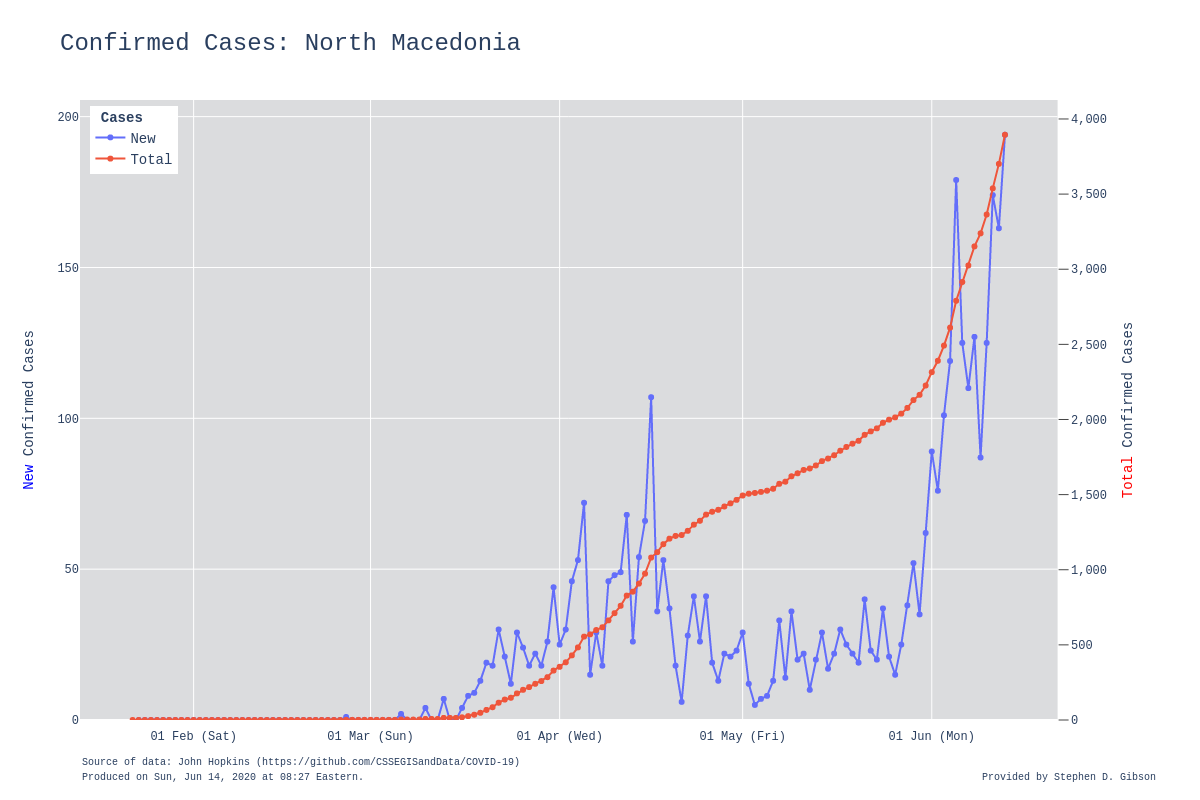 Confirmed Cases: North Macedonia
Cases
New
Total
200
150
100
50
0
4,000
3,500
3,000
2,500
2,000
1,500
1,000
500
0
New Confirmed Cases
Total Confirmed Cases
01 Feb (Sat)
01 Mar (Sun)
01 Apr (Wed)
01 May (Fri)
01 Jun (Mon)
Source of data: John Hopkins (https://github.com/CSSEGISandData/COVID-19)
Produced on Sun, Jun 14, 2020 at 08:27 Eastern.
Provided by Stephen D. Gibson